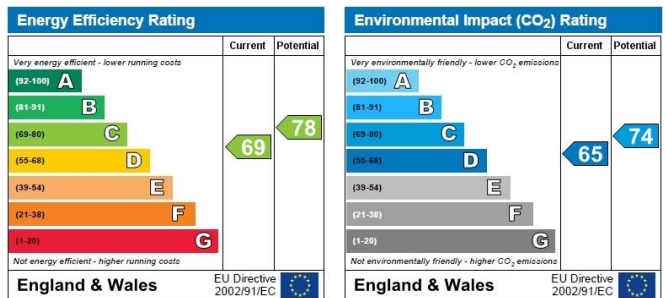 Energy Efficiency Rating
Current Potential
Very energy efficient - lower running costs
(92-100) A
(81-91) B
(69-80) C
(55-68) D
(39-54) E
(21-38) F
(1-20) G
69
78
Not energy efficient - higher running costs
England & Wales
EU Directive
2002/91/EC
Environmental Impact (CO2) Rating
Current Potential
Very environmentally friendly - lower CO2 emissions
(92-100) A
(81-91) B
(69-80) C
(55-68) D
(39-54) E
(21-38) F
(1-20) G
65
74
Not environmentally friendly - higher CO2 emissions
England & Wales
EU Directive
2002/91/EC